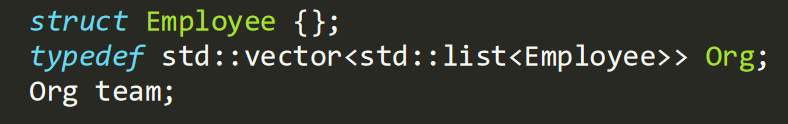 struct Employee {};
typedef std::vector<std::list<Employee>> Org;
Org team;